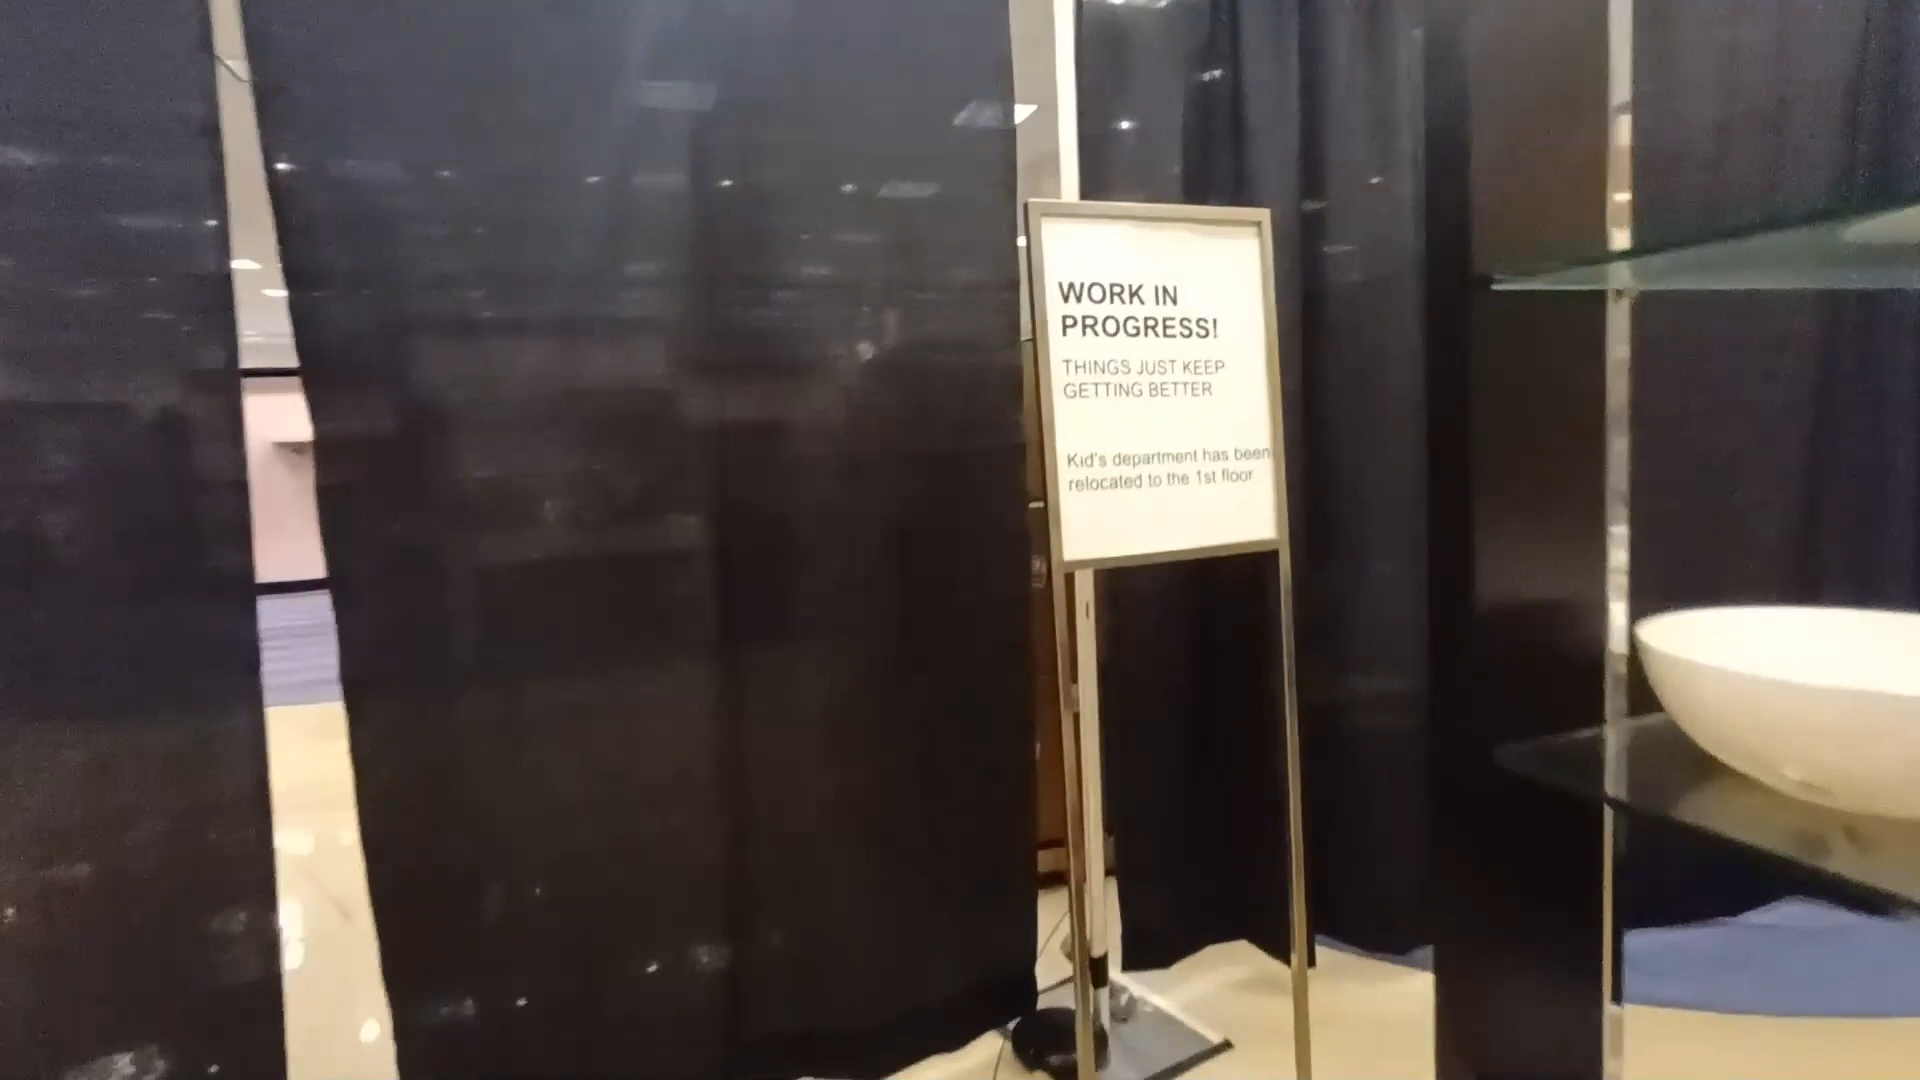 WORK IN
PROGRESS!
THINGS JUST KEEP
GETTING BETTER
Kid's department has been
relocated to the 1st floor